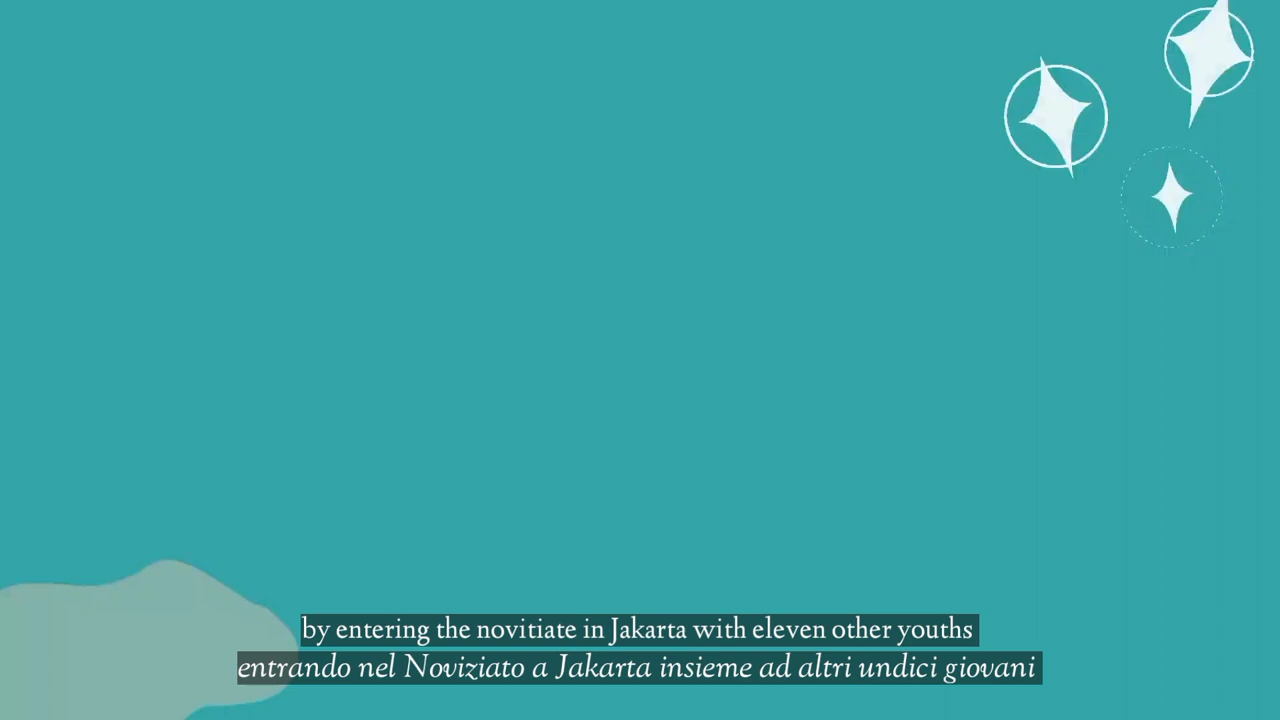 by entering the novitiate in Jakarta with eleven other youths
entrando nel Noviziato a Jakarta insieme ad altri undici giovani